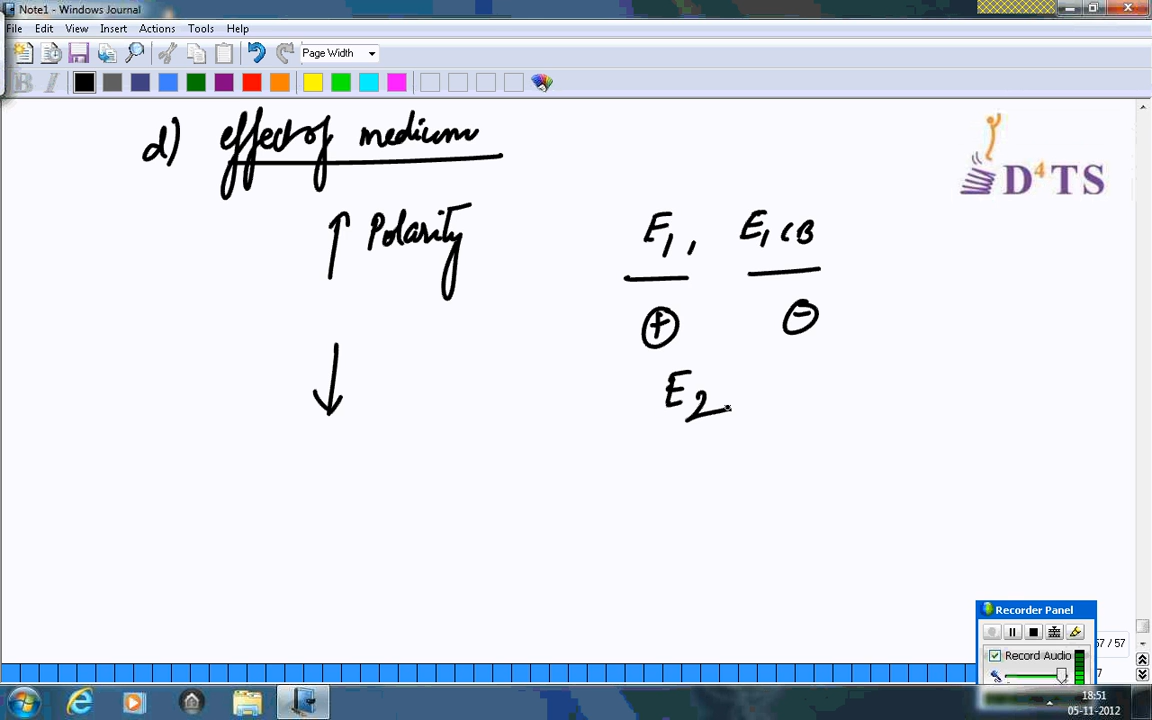 Note1 - Windows Journal
File Edit View Insert Actions Tools Help
Page Width
B I
d) effect of medium
↑ Polarity E1, E1CB
⊕ ⊖
↓ E2
D4TS
Recorder Panel
Record Audio
57 / 57
18:51
05-11-2012